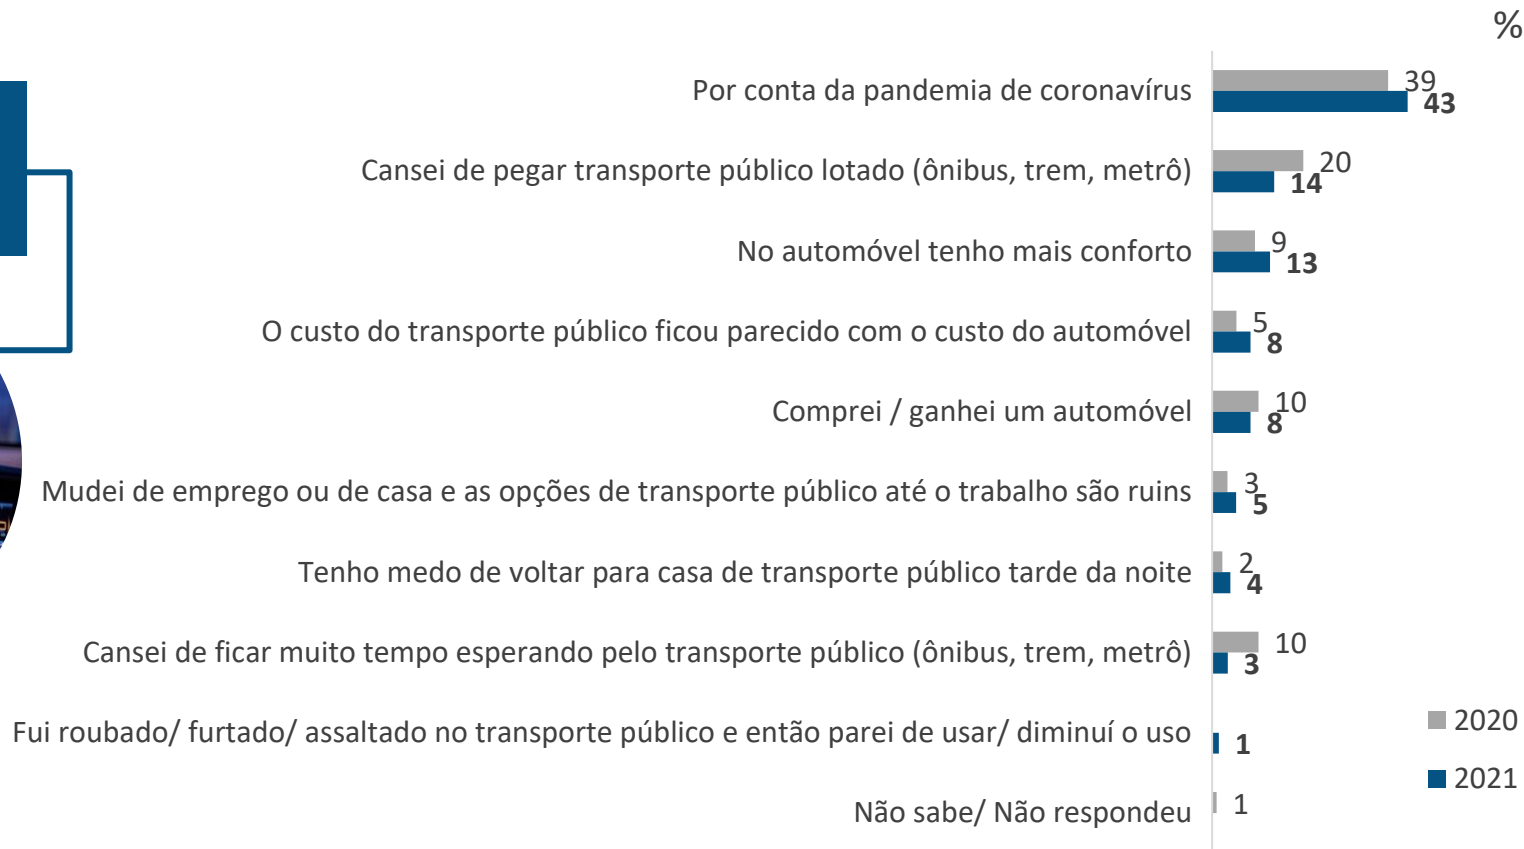 %
Por conta da pandemia de coronavírus
39
43
Cansei de pegar transporte público lotado (ônibus, trem, metrô)
20
14
No automóvel tenho mais conforto
9
13
O custo do transporte público ficou parecido com o custo do automóvel
5
8
Comprei / ganhei um automóvel
10
8
Mudei de emprego ou de casa e as opções de transporte público até o trabalho são ruins
3
5
Tenho medo de voltar para casa de transporte público tarde da noite
2
4
Cansei de ficar muito tempo esperando pelo transporte público (ônibus, trem, metrô)
10
3
Fui roubado/ furtado/ assaltado no transporte público e então parei de usar/ diminuí o uso
1
Não sabe/ Não respondeu
1
2020
2021